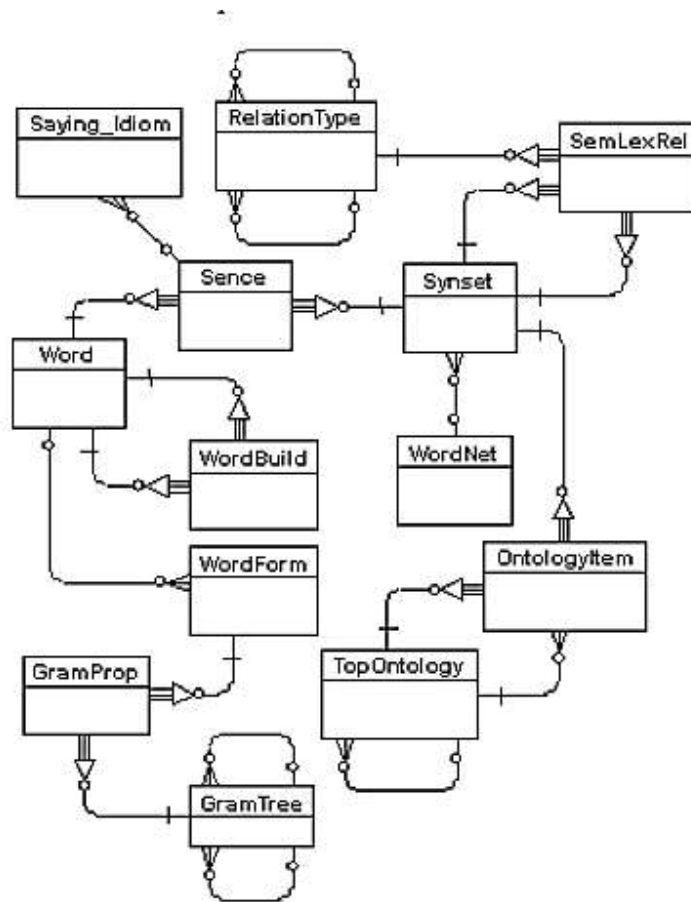 Saying_Idiom
RelationType
SemLexRel
Sence
Synset
Word
WordBuild
WordNet
WordForm
OntologyItem
GramProp
TopOntology
GramTree